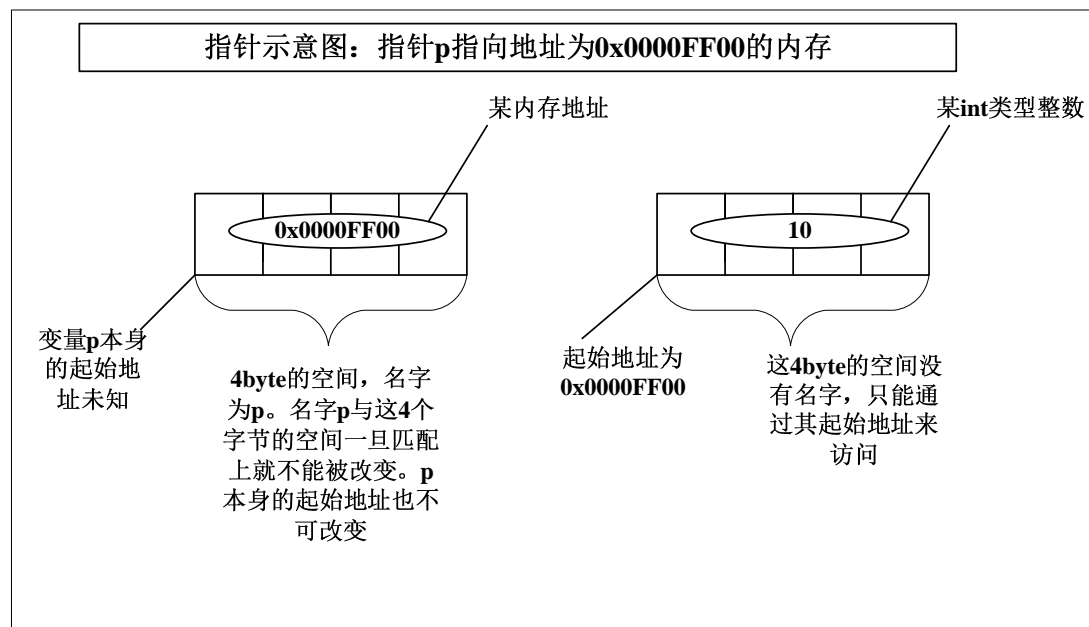 指针示意图：指针p指向地址为0x0000FF00的内存
某内存地址
某int类型整数
0x0000FF00
10
变量p本身
的起始地
址未知
4byte的空间，名字
为p。名字p与这4个
字节的空间一旦匹配
上就不能被改变。p
本身的起始地址也不
可改变
起始地址为
0x0000FF00
这4byte的空间没
有名字，只能通
过其起始地址来
访问